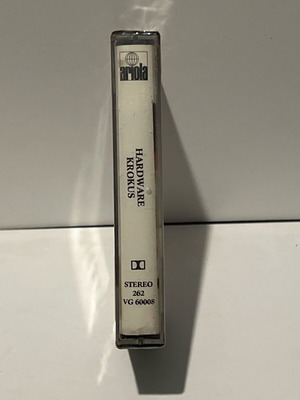 ariola
HARDWARE
KROKUS
STEREO
262
VG 60008